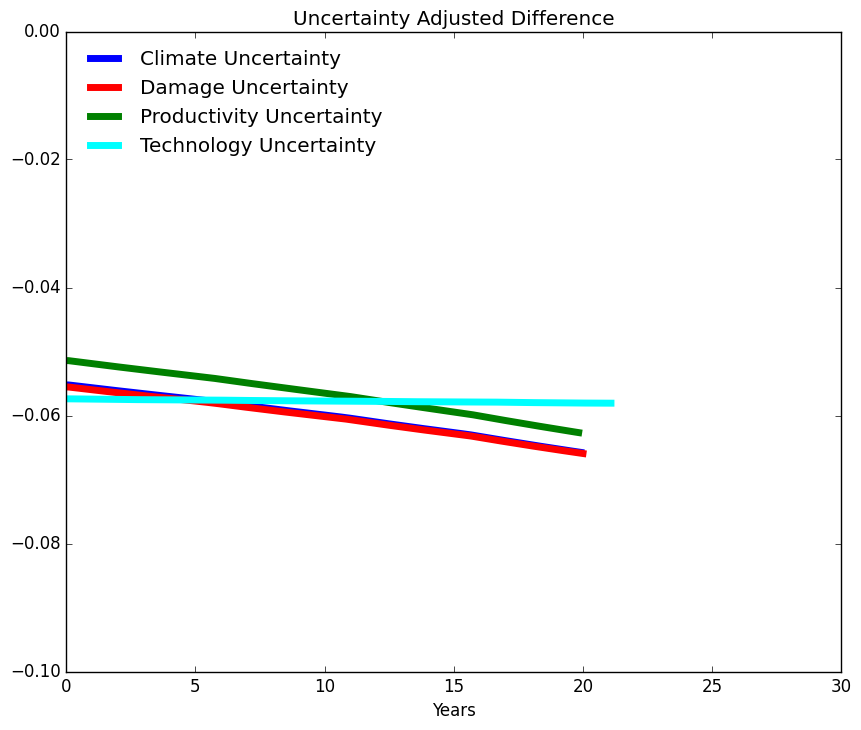 Uncertainty Adjusted Difference
0.00
Climate Uncertainty
Damage Uncertainty
Productivity Uncertainty
Technology Uncertainty
−0.02
−0.04
−0.06
−0.08
−0.10
0 5 10 15 20 25 30
Years